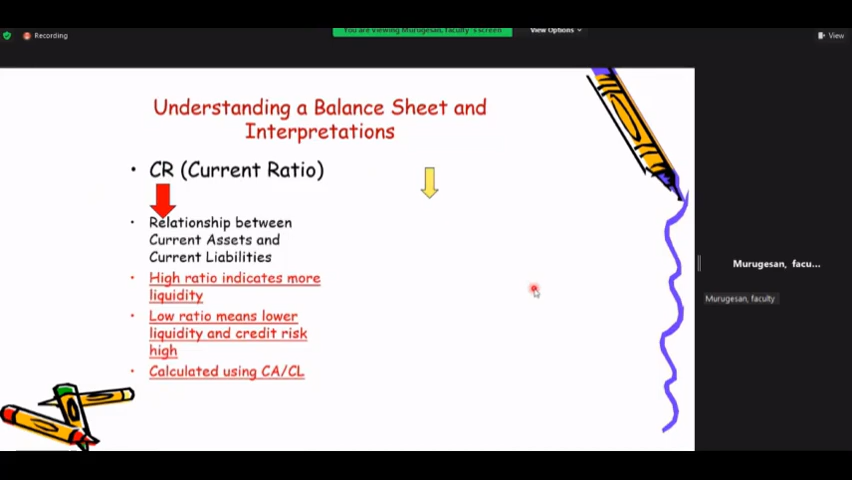 You are viewing Murugesan, faculty's screen
View Options
Recording
View
Understanding a Balance Sheet and
Interpretations
• CR (Current Ratio)
• Relationship between
Current Assets and
Current Liabilities
• High ratio indicates more
liquidity
• Low ratio means lower
liquidity and credit risk
high
• Calculated using CA/CL
Murugesan, facu...
Murugesan, faculty